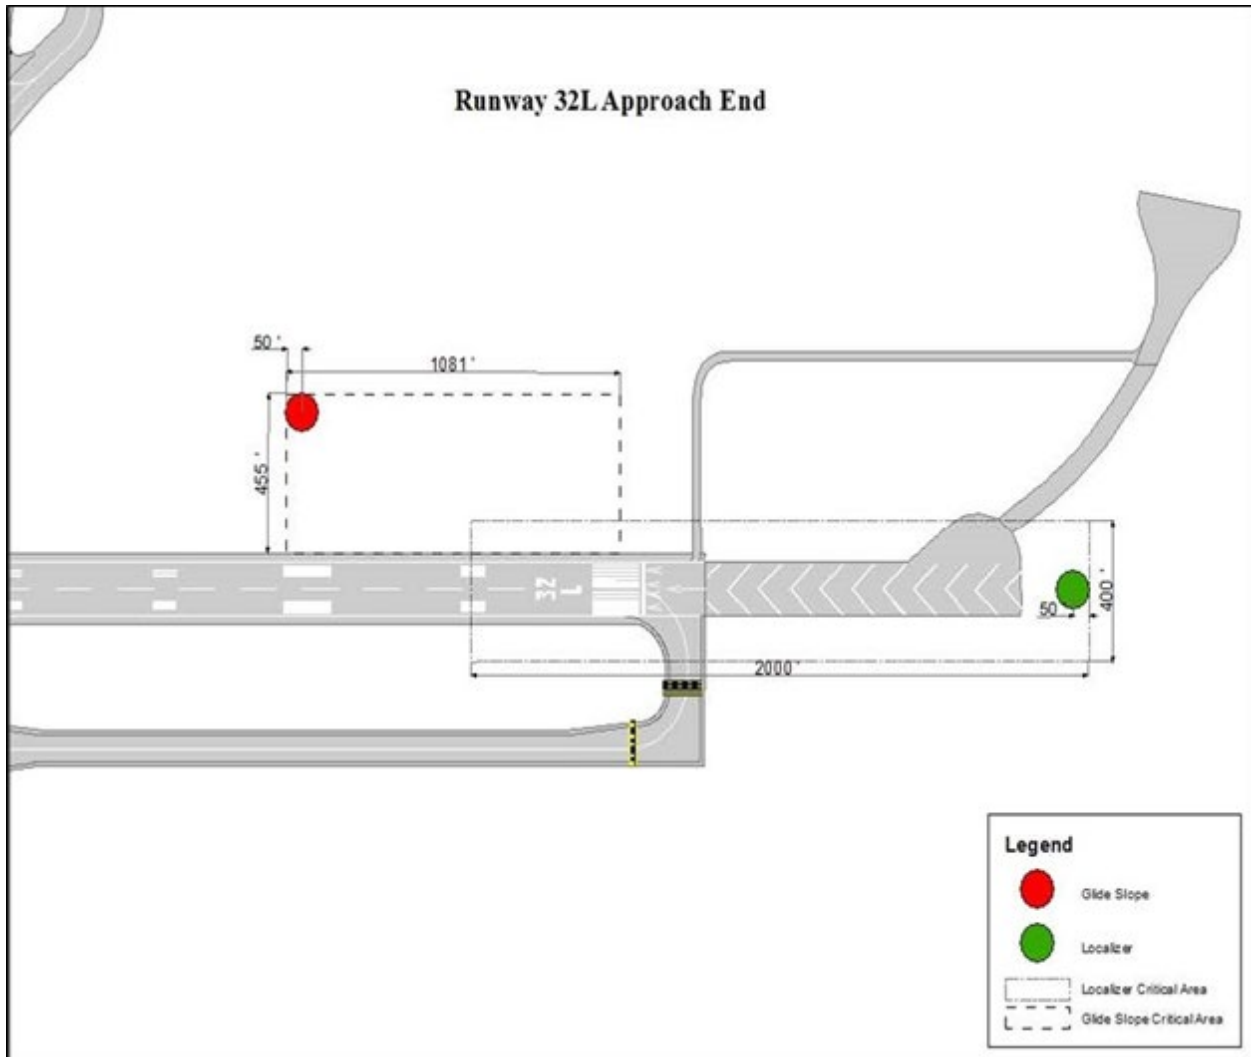 Runway 32L Approach End
50 '
1081 '
455 '
32
L
50
400 '
2000 '
Legend
Glide Slope
Localizer
Localizer Critical Area
Glide Slope Critical Area